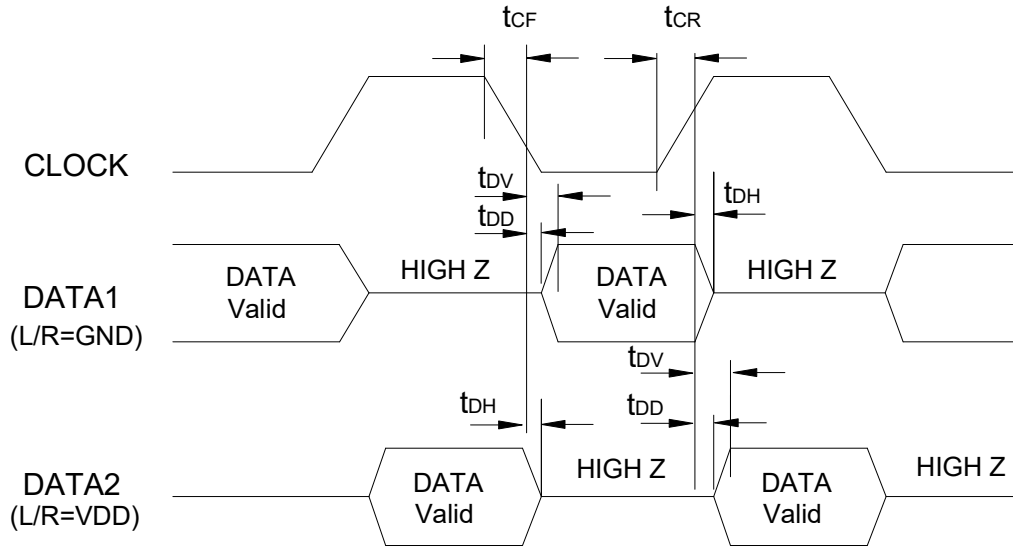 tCF
tCR
CLOCK
tDV
tDH
tDD
DATA
Valid
HIGH Z
DATA
Valid
HIGH Z
DATA1
(L/R=GND)
tDV
tDH
tDD
DATA
Valid
HIGH Z
DATA
Valid
HIGH Z
DATA2
(L/R=VDD)